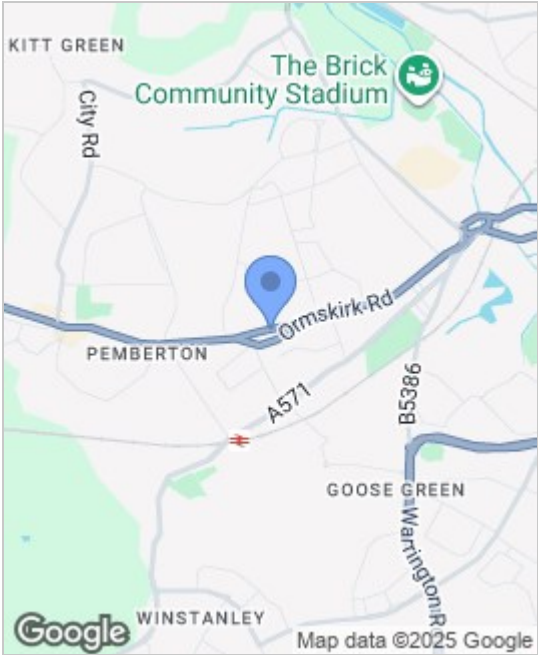 KITT GREEN
The Brick
Community Stadium
City Rd
Ormskirk Rd
PEMBERTON
A571
B5386
GOOSE GREEN
Warrington R
WINSTANLEY
Google
Map data ©2025 Google